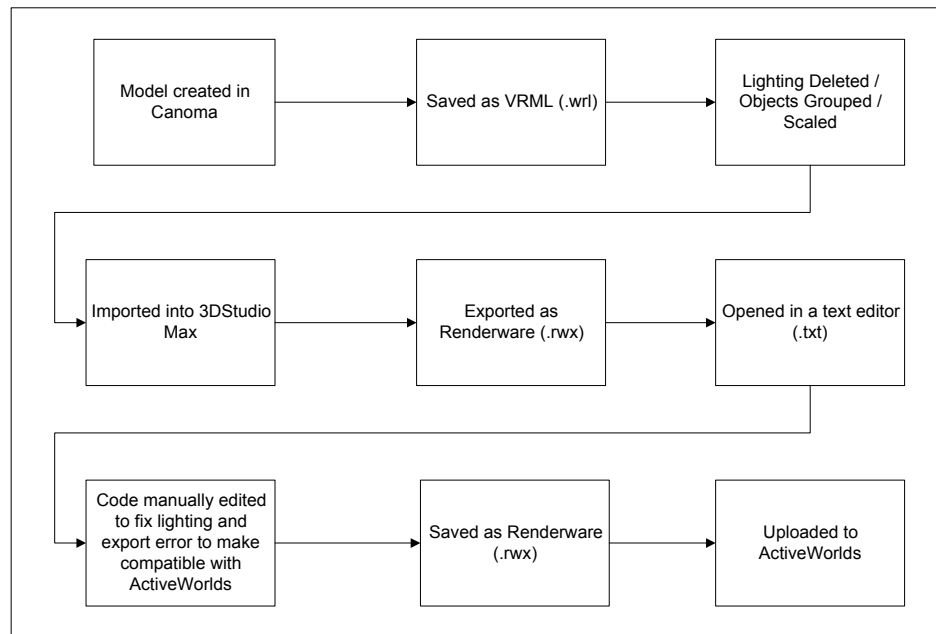 Model created in
Canoma
Saved as VRML (.wrl)
Lighting Deleted /
Objects Grouped /
Scaled
Imported into 3DStudio
Max
Exported as
Renderware (.rwx)
Opened in a text editor
(.txt)
Code manually edited
to fix lighting and
export error to make
compatible with
ActiveWorlds
Saved as Renderware
(.rwx)
Uploaded to
ActiveWorlds